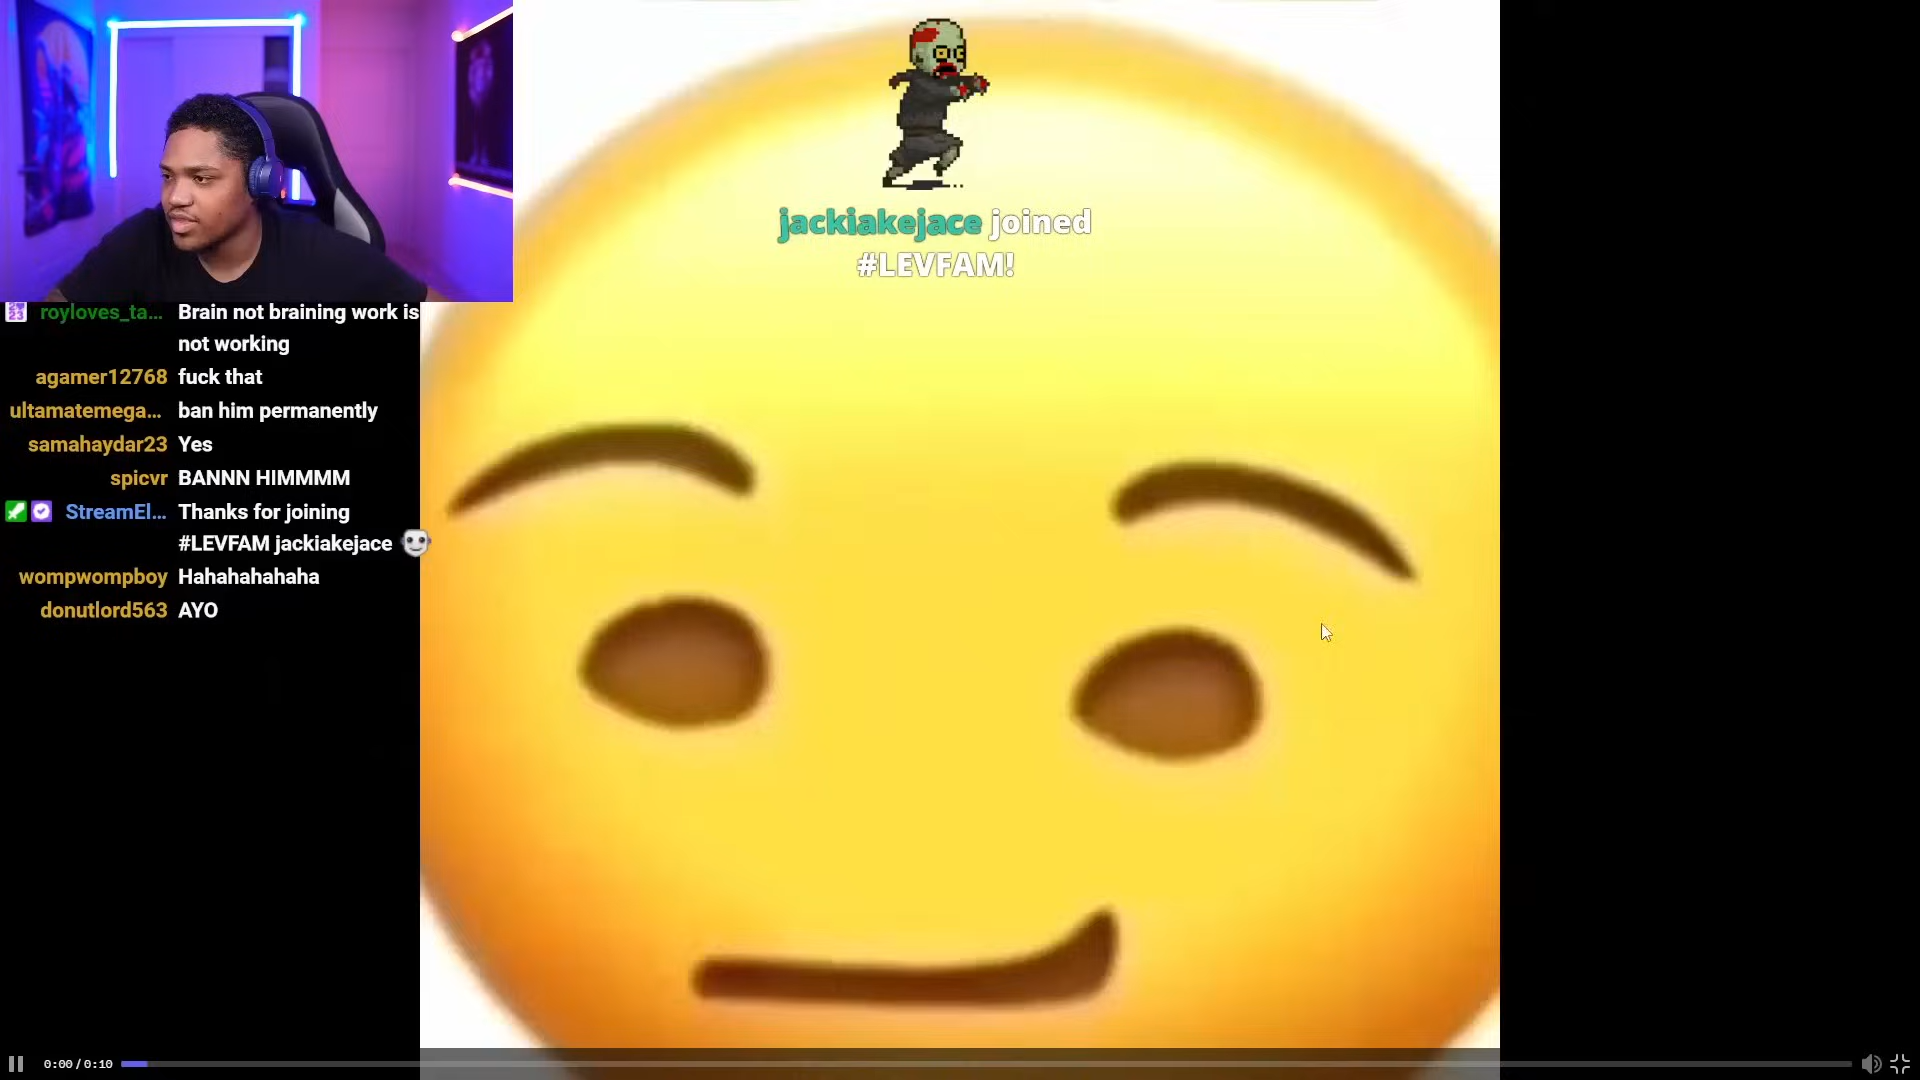 jackiakejace joined
#LEVFAM!
royloves_ta... Brain not braining work is
not working
agamer12768 fuck that
ultamatemega... ban him permanently
samahaydar23 Yes
spicvr BANNN HIMMMM
StreamEl... Thanks for joining
#LEVFAM jackiakejace
wompwompboy Hahahahahaha
donutlord563 AYO
0:00 / 0:10